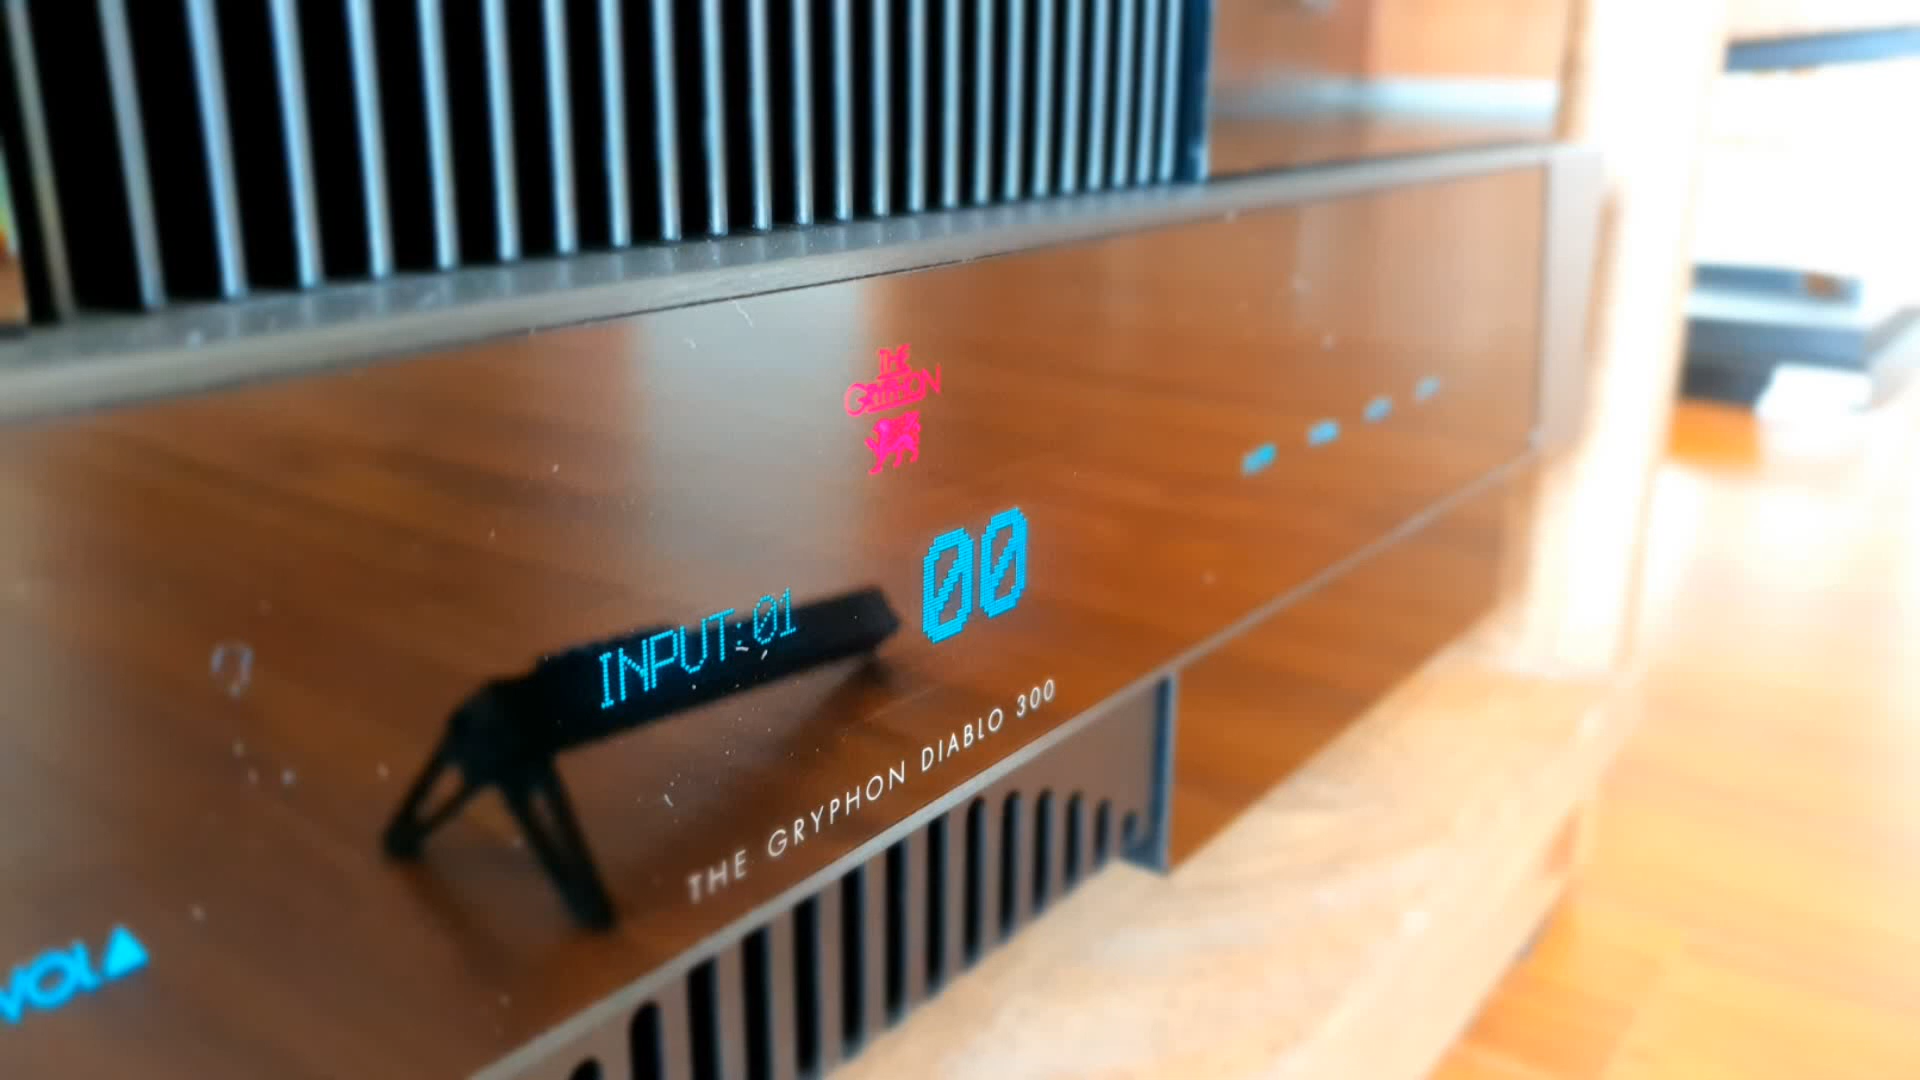 THE
GRYPHON
INPUT:01
00
THE GRYPHON DIABLO 300
VOL